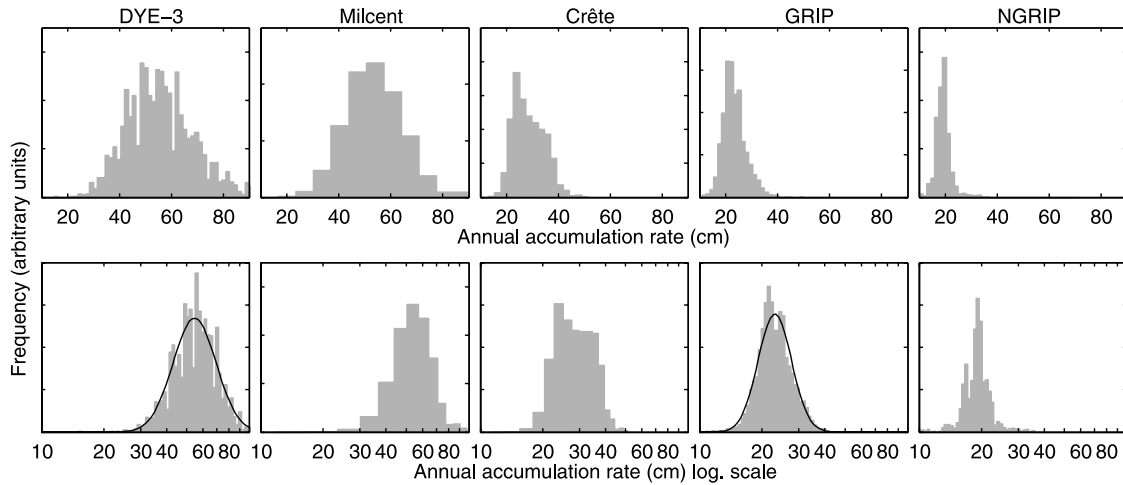 DYE−3 Milcent Crête GRIP NGRIP
Frequency (arbitrary units)
20 40 60 80 20 40 60 80 20 40 60 80 20 40 60 80 20 40 60 80
Annual accumulation rate (cm)
10 20 30 40 60 80 10 20 30 40 60 80 10 20 30 40 60 80 10 20 30 40 60 80 10 20 30 40 60 80
Annual accumulation rate (cm) log. scale